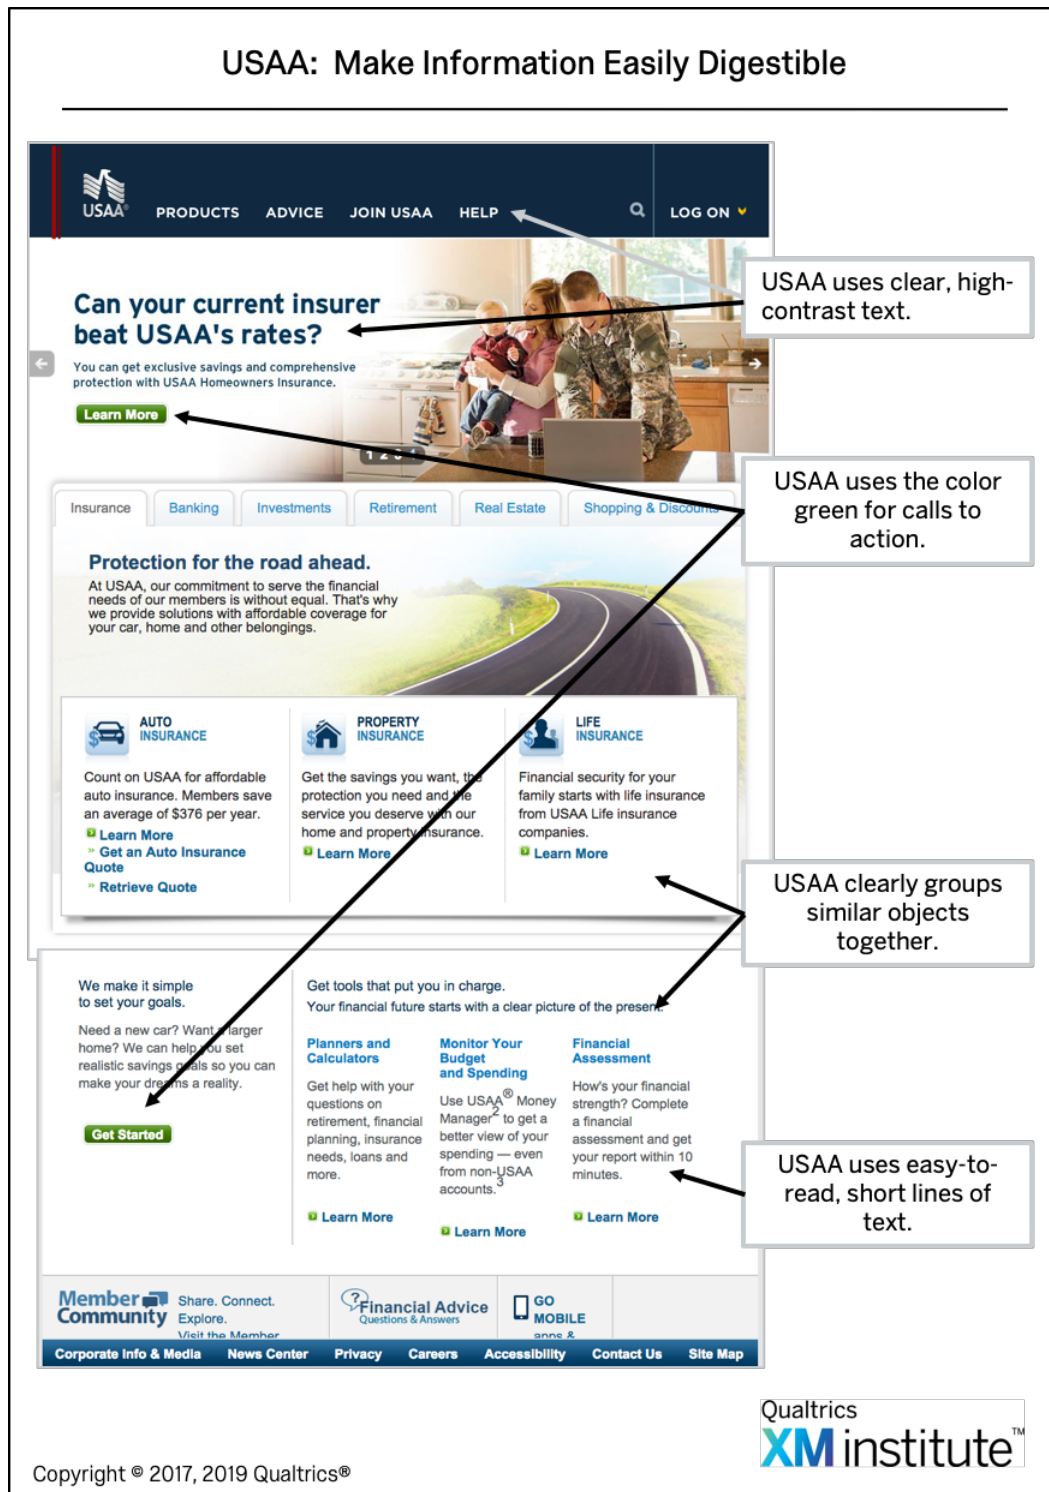 USAA: Make Information Easily Digestible
USAA®
PRODUCTS
ADVICE
JOIN USAA
HELP
LOG ON
Can your current insurer
beat USAA's rates?
You can get exclusive savings and comprehensive
protection with USAA Homeowners Insurance.
Learn More
1 2 3 4
USAA uses clear, high-
contrast text.
USAA uses the color
green for calls to
action.
Insurance
Banking
Investments
Retirement
Real Estate
Shopping & Discounts
Protection for the road ahead.
At USAA, our commitment to serve the financial
needs of our members is without equal. That's why
we provide solutions with affordable coverage for
your car, home and other belongings.
AUTO
INSURANCE
Count on USAA for affordable
auto insurance. Members save
an average of $376 per year.
Learn More
» Get an Auto Insurance
Quote
» Retrieve Quote
PROPERTY
INSURANCE
Get the savings you want, the
protection you need and the
service you deserve with our
home and property insurance.
Learn More
LIFE
INSURANCE
Financial security for your
family starts with life insurance
from USAA Life insurance
companies.
Learn More
USAA clearly groups
similar objects
together.
We make it simple
to set your goals.
Need a new car? Want a larger
home? We can help you set
realistic savings goals so you can
make your dreams a reality.
Get Started
Get tools that put you in charge.
Your financial future starts with a clear picture of the present.
Planners and
Calculators
Get help with your
questions on
retirement, financial
planning, insurance
needs, loans and
more.
Learn More
Monitor Your
Budget
and Spending
Use USAA® Money
Manager2 to get a
better view of your
spending — even
from non-USAA
accounts.3
Learn More
Financial
Assessment
How's your financial
strength? Complete
a financial
assessment and get
your report within 10
minutes.
Learn More
USAA uses easy-to-
read, short lines of
text.
Member
Community
Share. Connect.
Explore.
Visit the Member
Financial Advice
Questions & Answers
GO
MOBILE
apps &
Corporate Info & Media
News Center
Privacy
Careers
Accessibility
Contact Us
Site Map
Qualtrics
XM institute™
Copyright © 2017, 2019 Qualtrics®